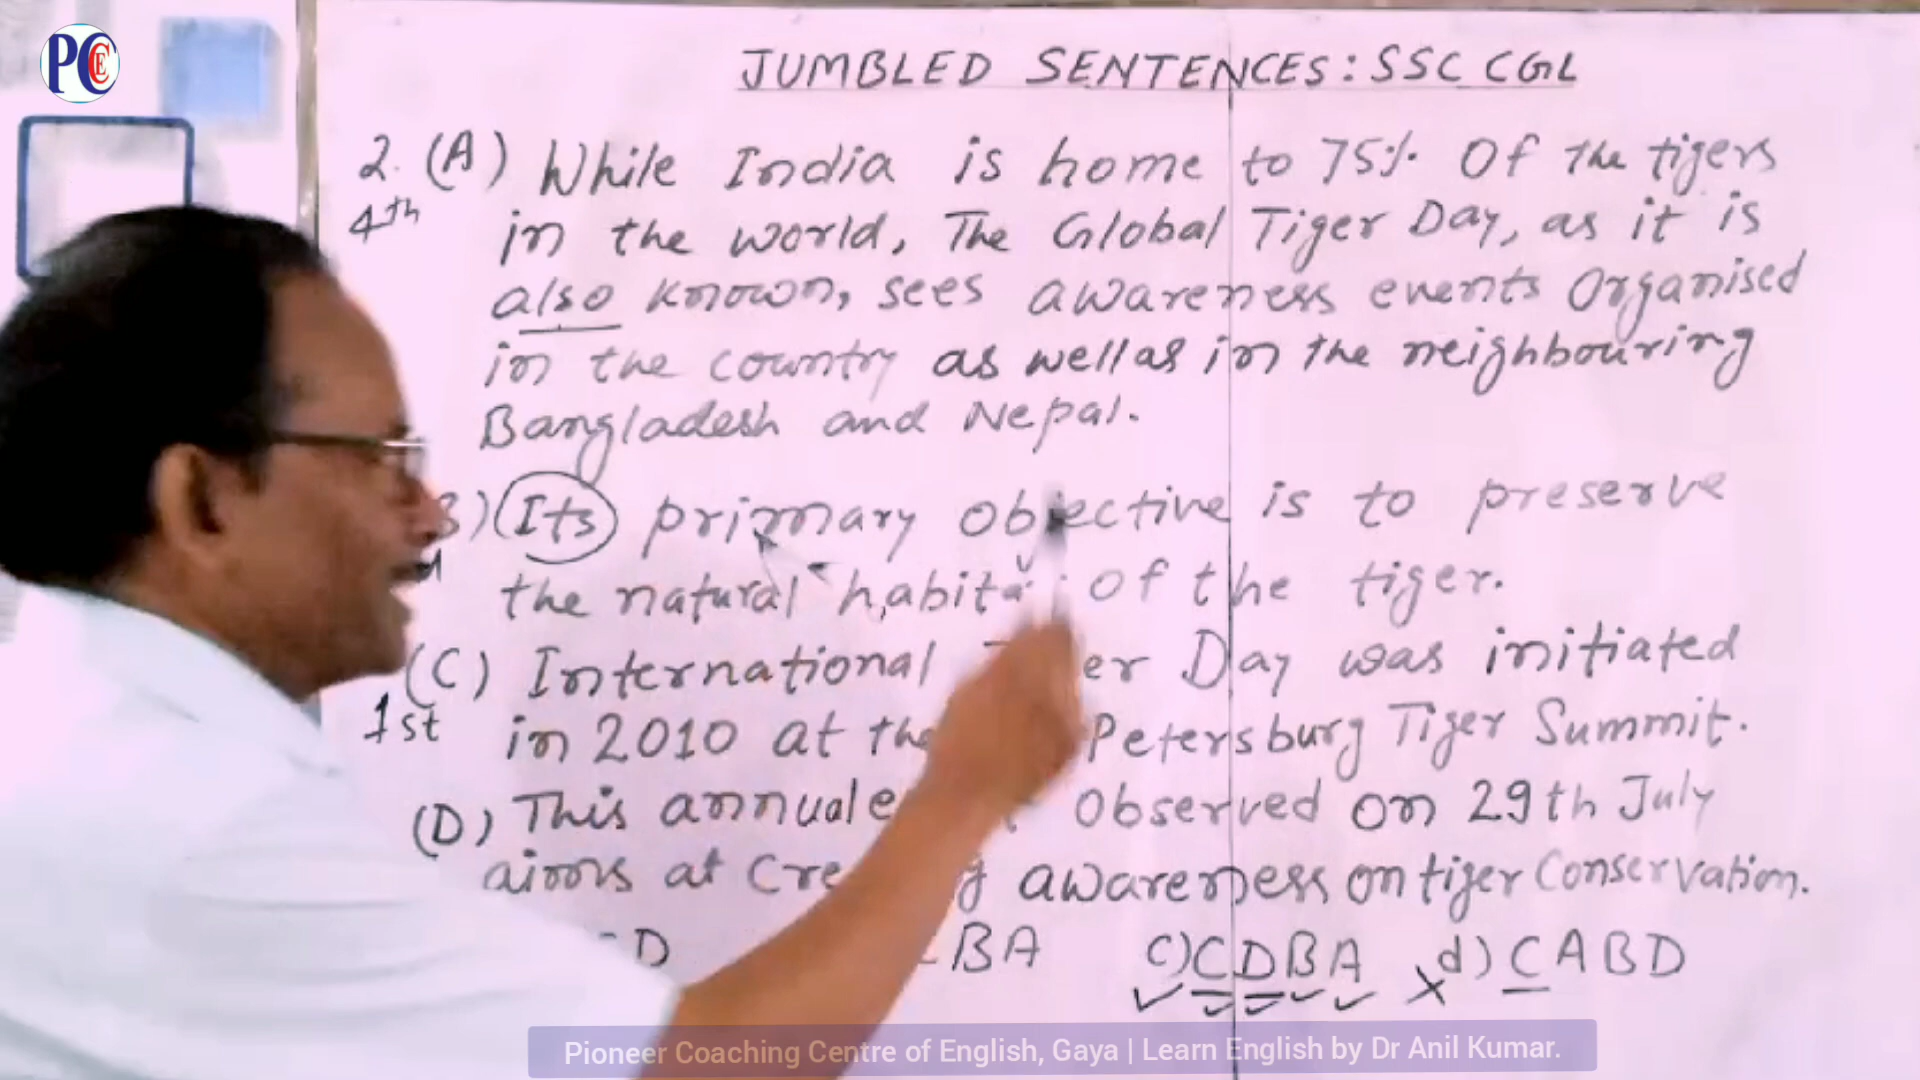 PCEC
JUMBLED SENTENCES: SSC CGL
2. (A) While India is home to 75% Of The tigers
4th in the world, The Global Tiger Day, as it is
also known, sees awareness events Organised
in the country as well as in the neighbouring
Bangladesh and Nepal.
B) Its primary objective is to preserve
the natural habitat of the tiger.
(C) International Tiger Day was initiated
1st in 2010 at the Petersburg Tiger Summit.
(D) This annual observed on 29th July
aims at awareness on tiger Conservation.
D BA c) CDBA d) CABD
Pioneer Coaching Centre of English, Gaya | Learn English by Dr Anil Kumar.